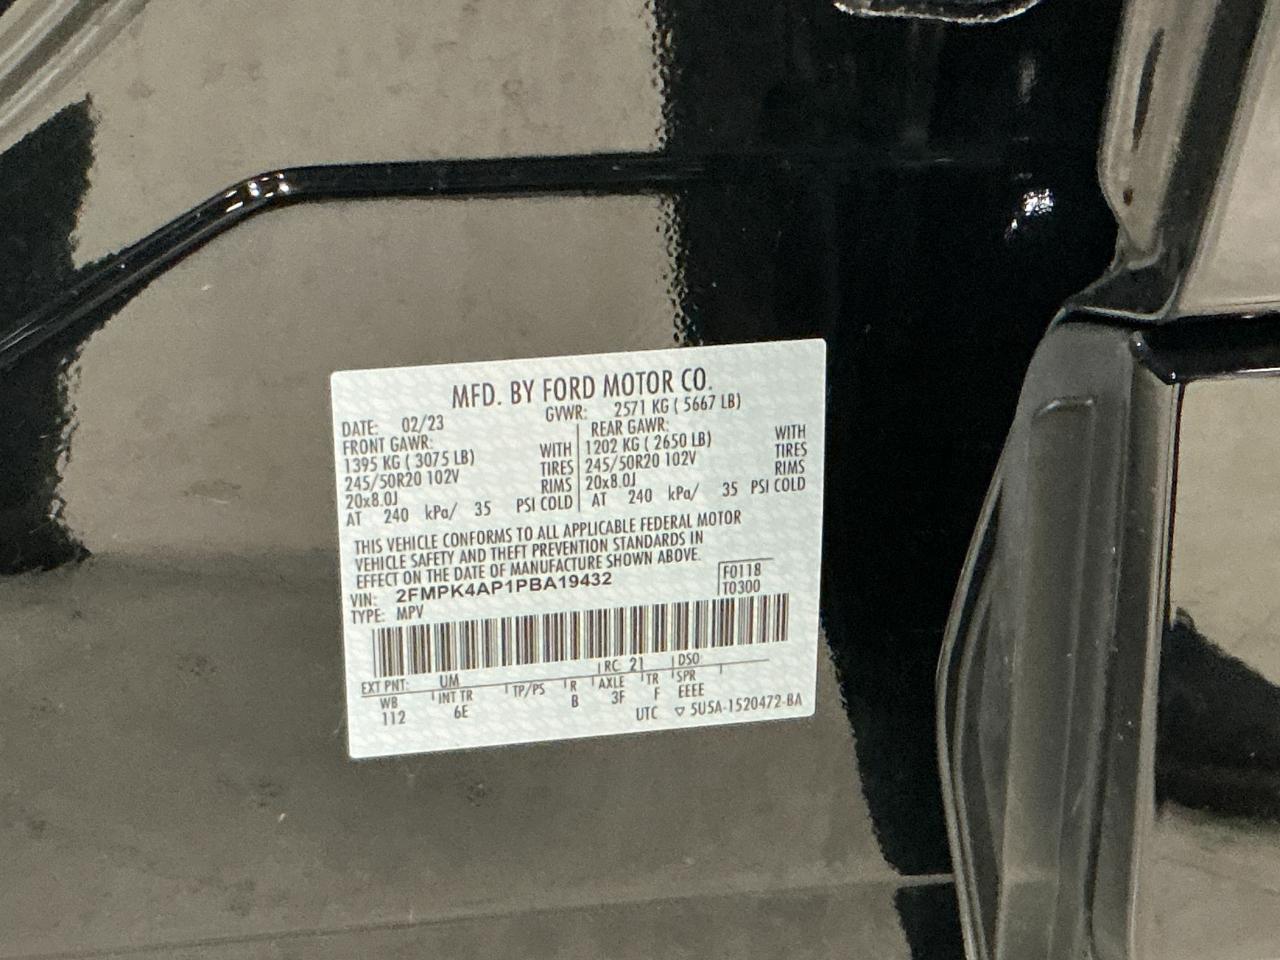 MFD. BY FORD MOTOR CO.
DATE: 02/23 GVWR: 2571 KG ( 5667 LB)
FRONT GAWR: REAR GAWR:
1395 KG ( 3075 LB) WITH 1202 KG ( 2650 LB) WITH
245/50R20 102V TIRES 245/50R20 102V TIRES
20x8.0J RIMS 20x8.0J RIMS
AT 240 kPa/ 35 PSI COLD AT 240 kPa/ 35 PSI COLD
THIS VEHICLE CONFORMS TO ALL APPLICABLE FEDERAL MOTOR
VEHICLE SAFETY AND THEFT PREVENTION STANDARDS IN
EFFECT ON THE DATE OF MANUFACTURE SHOWN ABOVE.
VIN: 2FMPK4AP1PBA19432 F0118
TYPE: MPV T0300
EXT PNT: UM RC 21 DSO
WB INT TR TP/PS R AXLE TR SPR
112 6E B 3F F EEEE
UTC ▽ 5U5A-1520472-BA